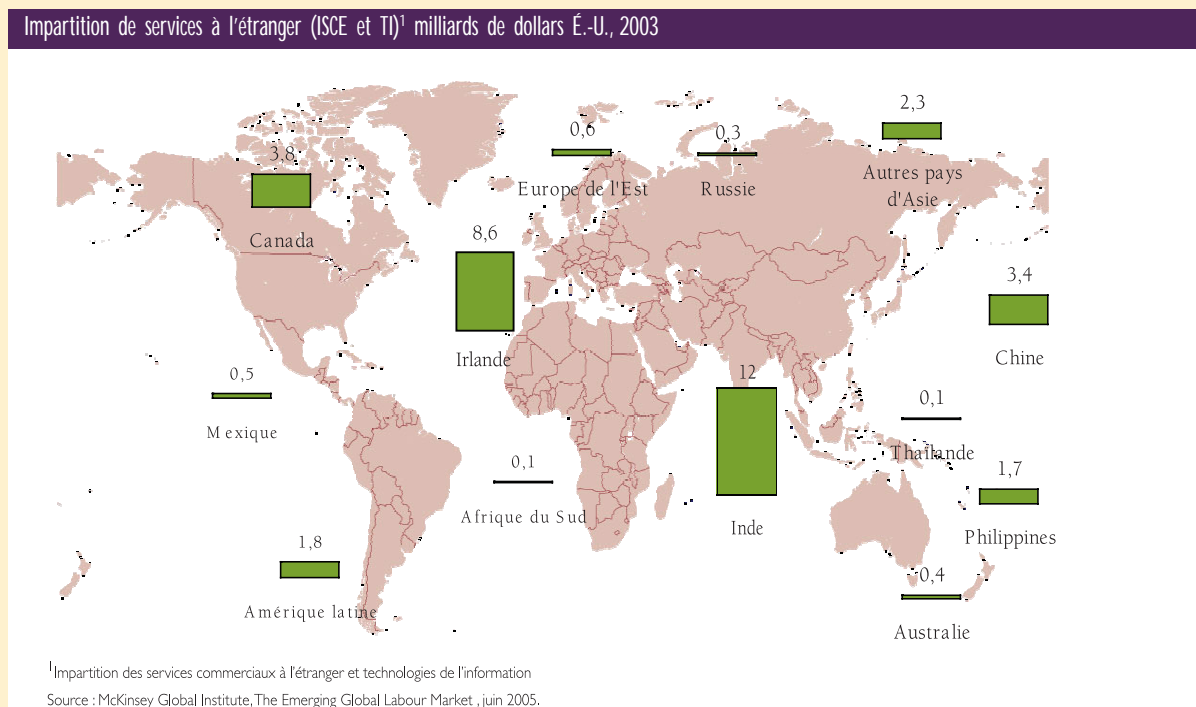 Impartition de services à l'étranger (ISCE et TI)¹ milliards de dollars É.-U., 2003
2,3
Autres pays
d'Asie
0,6
Europe de l'Est
0,3
Russie
3,8
Canada
8,6
Irlande
3,4
Chine
0,5
Mexique
12
Inde
0,1
Thaïlande
0,1
Afrique du Sud
1,7
Philippines
1,8
Amérique latine
0,4
Australie
¹Impartition des services commerciaux à l'étranger et technologies de l'information
Source : McKinsey Global Institute, The Emerging Global Labour Market , juin 2005.